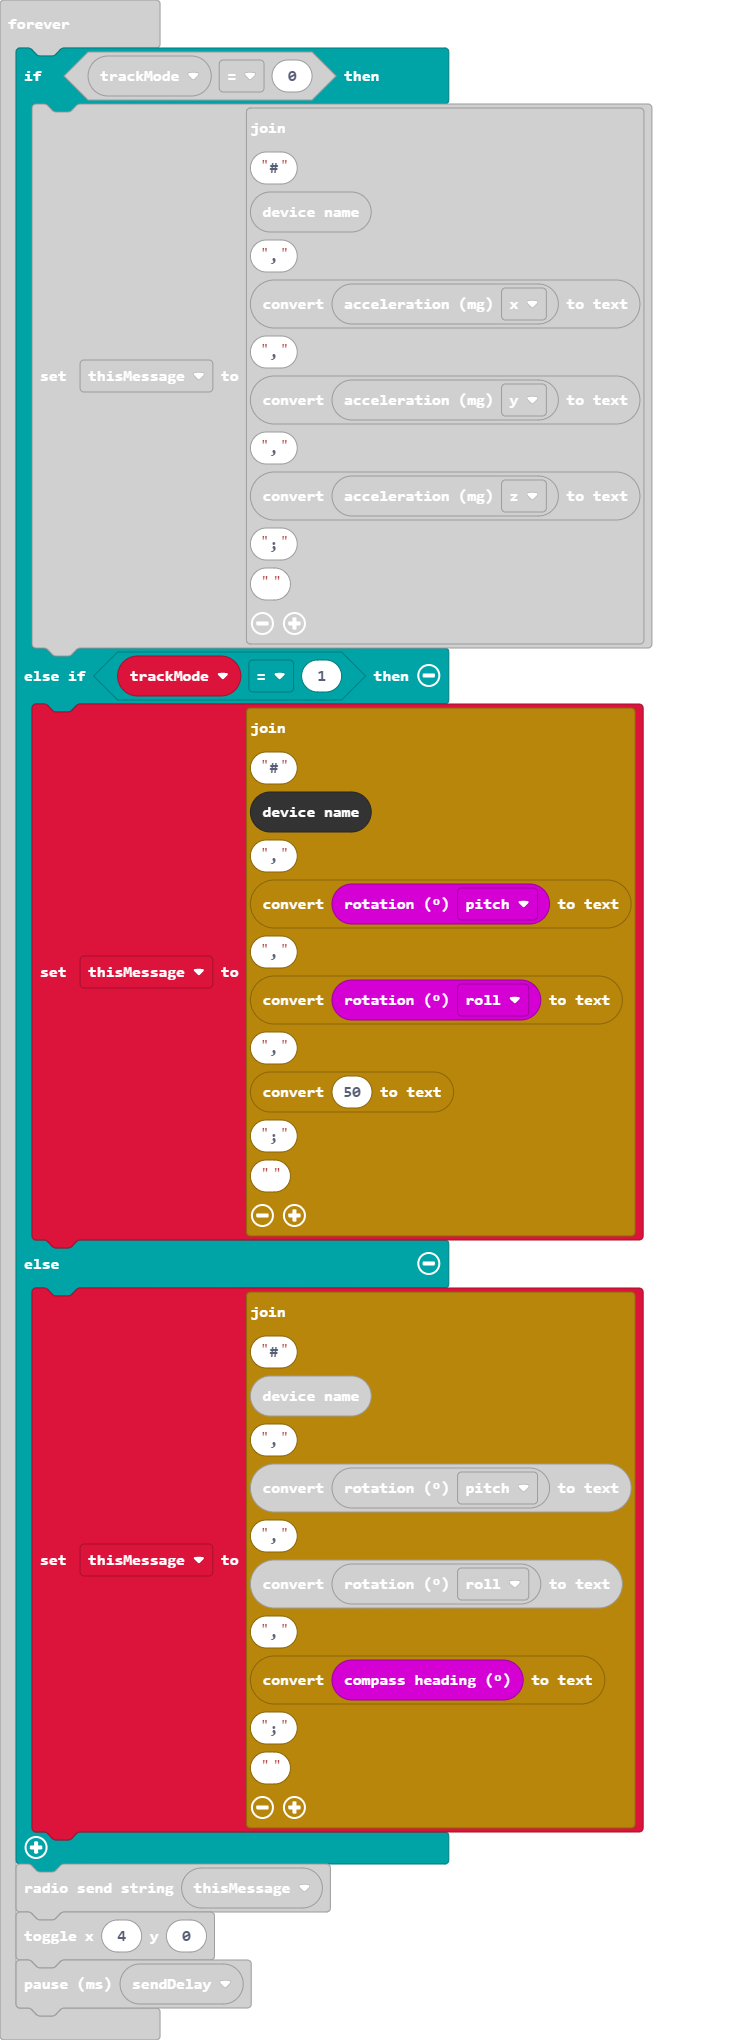 forever
if trackMode = 0 then
join
"#"
device name
","
convert acceleration (mg) x to text
","
set thisMessage to
convert acceleration (mg) y to text
","
convert acceleration (mg) z to text
";"
" "
else if trackMode = 1 then
join
"#"
device name
","
convert rotation (º) pitch to text
","
set thisMessage to
convert rotation (º) roll to text
","
convert 50 to text
";"
" "
else
join
"#"
device name
","
convert rotation (º) pitch to text
","
set thisMessage to
convert rotation (º) roll to text
","
convert compass heading (º) to text
";"
" "
radio send string thisMessage
toggle x 4 y 0
pause (ms) sendDelay